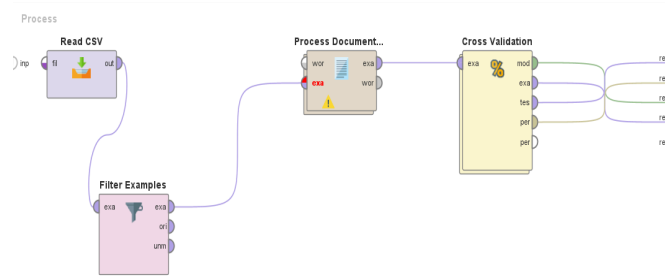 Process
Read CSV
inp
fil
out
Process Document...
wor
exa
exa
wor
Cross Validation
exa
%
mod
exa
tes
per
per
re
re
re
re
re
Filter Examples
exa
exa
ori
unm